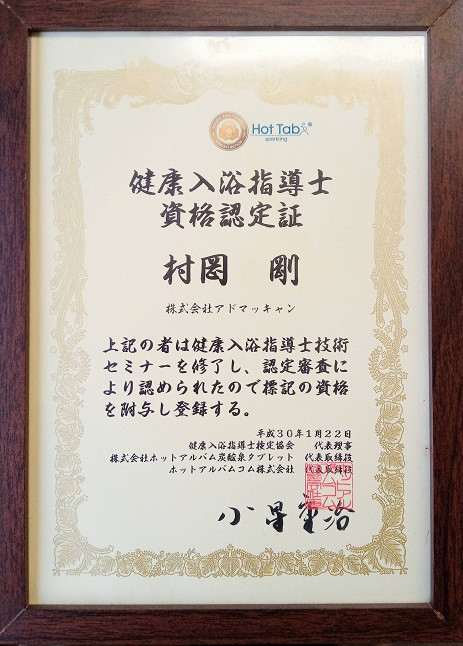 Hot Tab
sparkling
健康入浴指導士
資格認定証
村岡　剛
株式会社アドマッキャン
上記の者は健康入浴指導士技術
セミナーを修了し、認定審査に
より認められたので標記の資格
を附与し登録する。
平成30年1月22日
健康入浴指導士検定協会　代表理事
株式会社ホットアルバム炭酸泉タブレット　代表取締役
ホットアルバムコム株式会社　代表取締役
小